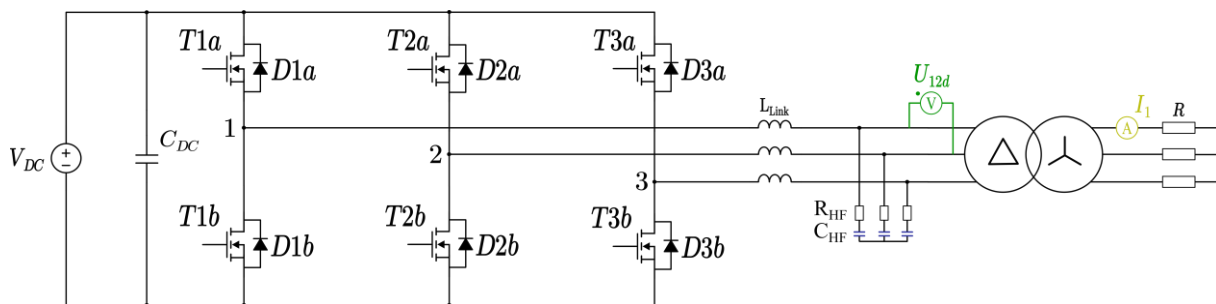 T1a
D1a
T2a
D2a
T3a
D3a
U12d
V
LLink
I1
A
R
1
VDC
CDC
2
3
T1b
D1b
T2b
D2b
T3b
D3b
RHF
CHF